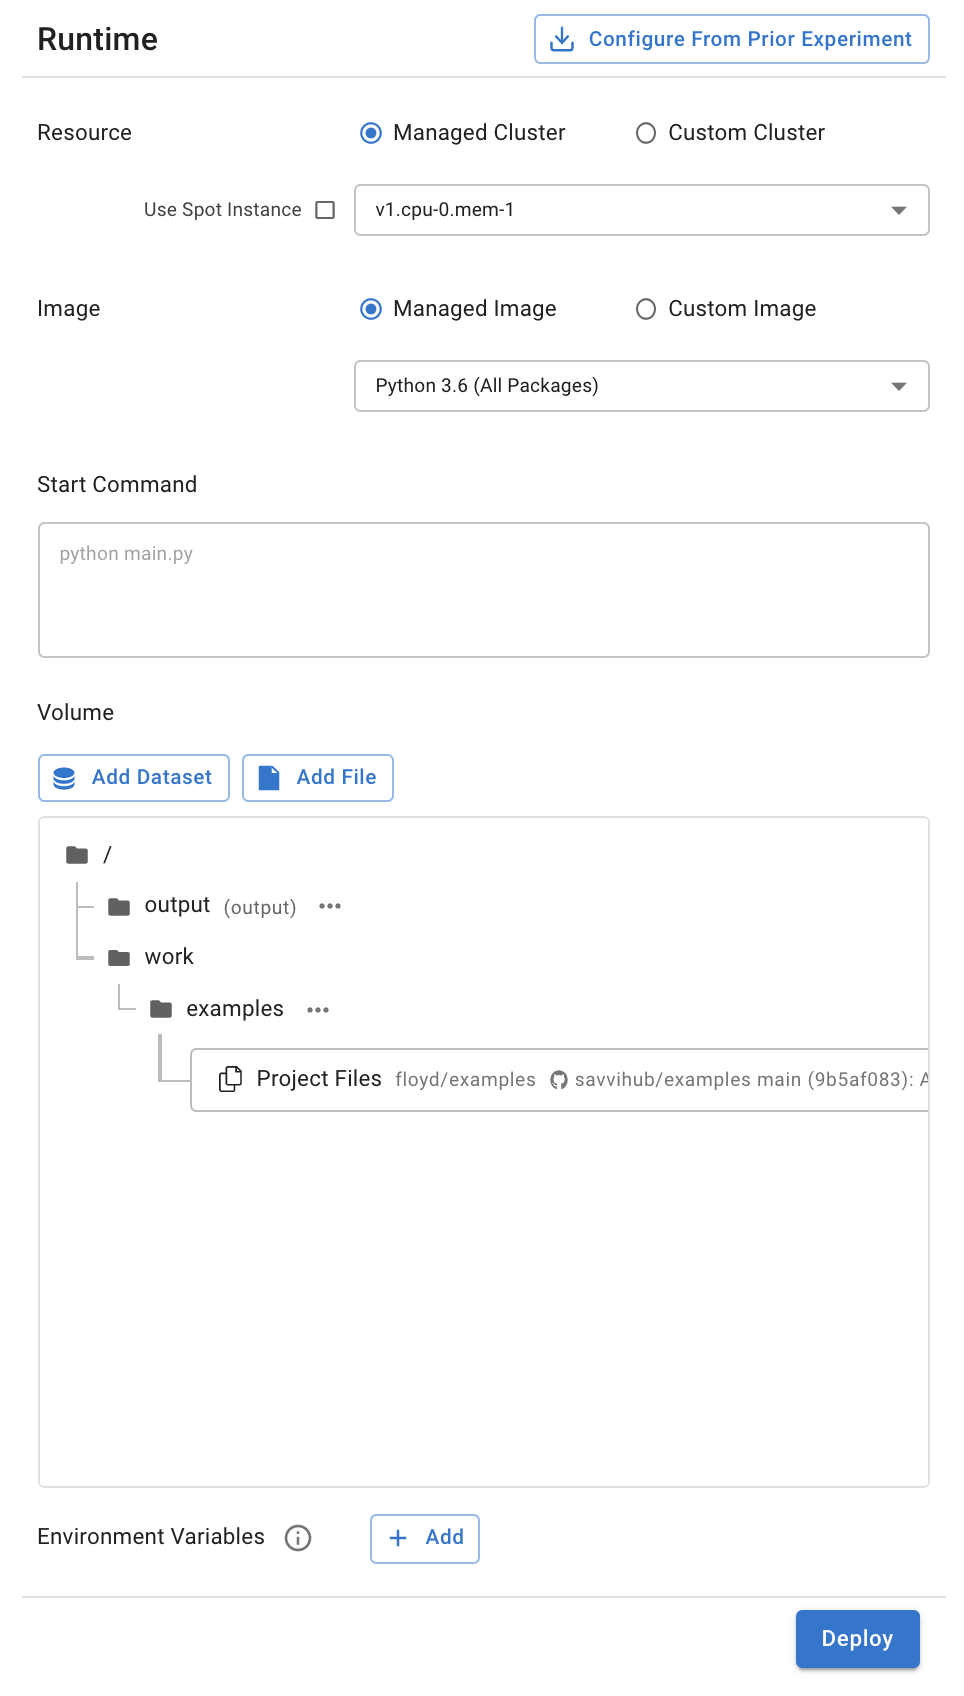 Runtime
Configure From Prior Experiment
Resource
Managed Cluster
Custom Cluster
Use Spot Instance
v1.cpu-0.mem-1
Image
Managed Image
Custom Image
Python 3.6 (All Packages)
Start Command
python main.py
Volume
Add Dataset
Add File
/
output (output)
work
examples
Project Files floyd/examples savvihub/examples main (9b5af083): A
Environment Variables
Add
Deploy